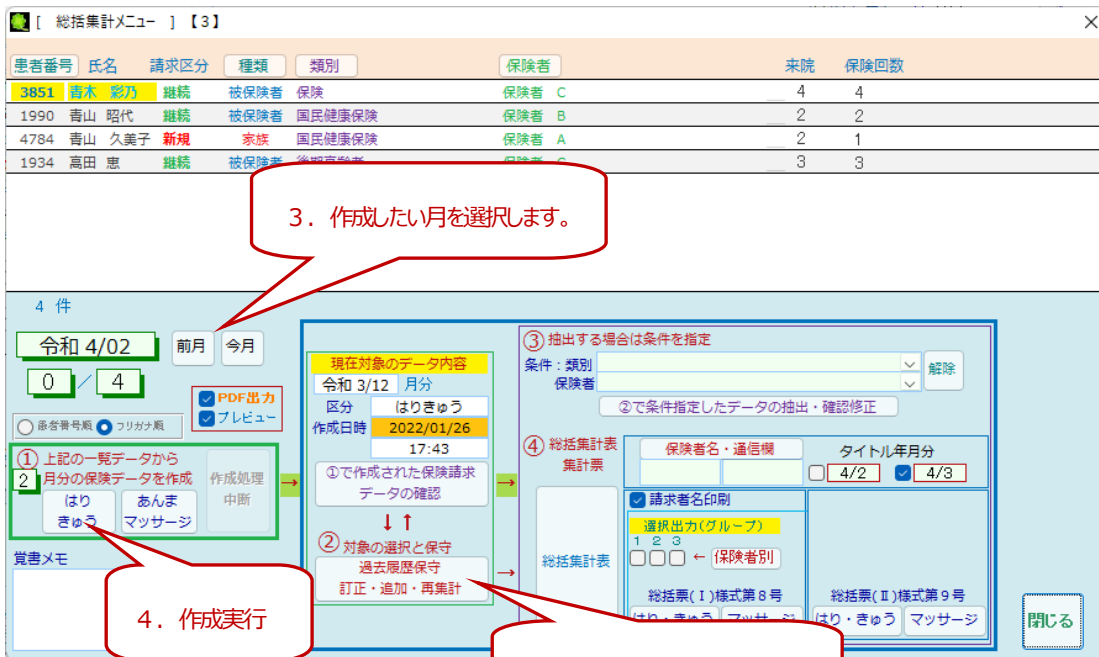 [ 総括集計メニュー ]【3】
患者番号 氏名 請求区分 種類 類別 保険者 来院 保険回数
3851 青木 彩乃 継続 被保険者 保険 保険者 C 4 4
1990 青山 昭代 継続 被保険者 国民健康保険 保険者 B 2 2
4784 青山 久美子 新規 家族 国民健康保険 保険者 A 2 1
1934 高田 恵 継続 被保険者 後期高齢者 保険者 C 3 3
3．作成したい月を選択します。
4 件
令和 4/02 前月 今月
0 / 4
PDF出力
プレビュー
患者番号順 フリガナ順
① 上記の一覧データから
2 月分の保険データを作成
はり
きゅう
あんま
マッサージ
作成処理
中断
覚書メモ
4．作成実行
現在対象のデータ内容
令和 3/12 月分
区分 はりきゅう
作成日時 2022/01/26
17:43
①で作成された保険請求
データの確認
↓ ↑
② 対象の選択と保守
過去履歴保守
訂正・追加・再集計
→
→
→
③ 抽出する場合は条件を指定
条件：類別
保険者
解除
②で条件指定したデータの抽出・確認修正
④ 総括集計表
集計票
保険者名・通信欄
タイトル年月分
4/2 4/3
総括集計表
請求者名印刷
選択出力(グループ)
1 2 3
← 保険者別
総括票(Ⅰ)様式第８号
はり・きゅう マッサージ
総括票(Ⅱ)様式第９号
はり・きゅう マッサージ
閉じる